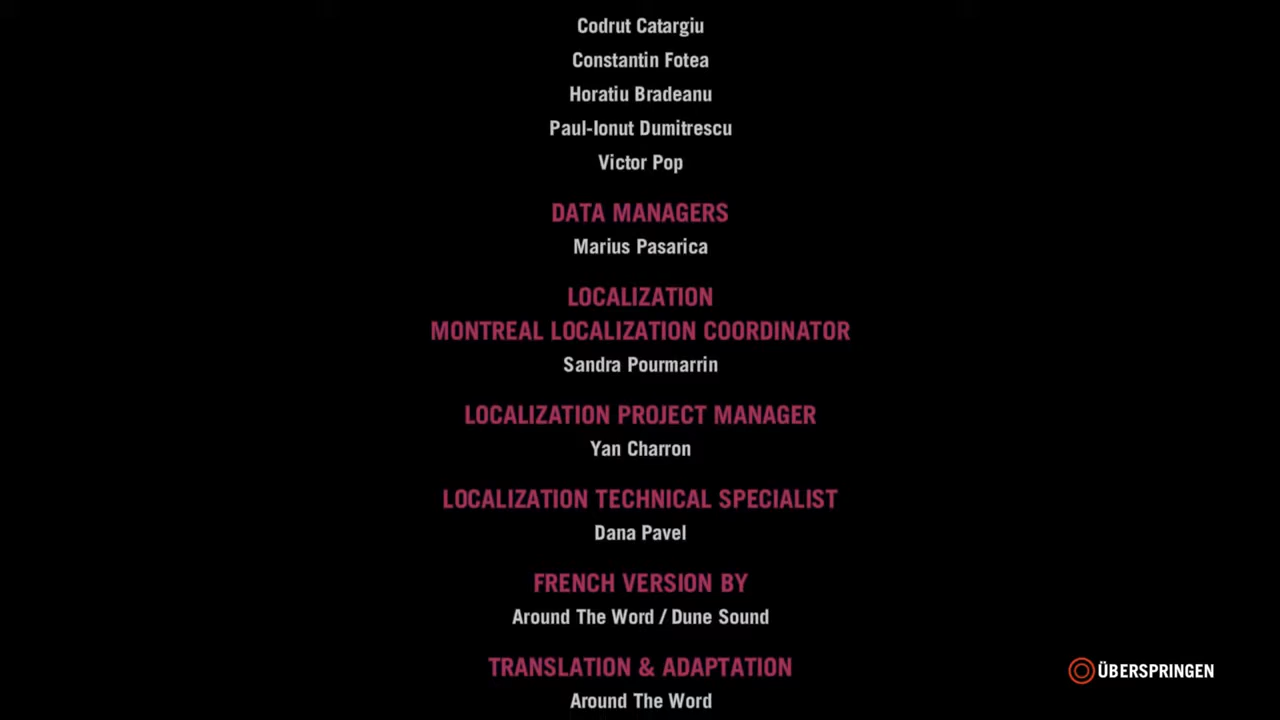 Codrut Catargiu
Constantin Fotea
Horatiu Bradeanu
Paul-Ionut Dumitrescu
Victor Pop
DATA MANAGERS
Marius Pasarica
LOCALIZATION
MONTREAL LOCALIZATION COORDINATOR
Sandra Pourmarrin
LOCALIZATION PROJECT MANAGER
Yan Charron
LOCALIZATION TECHNICAL SPECIALIST
Dana Pavel
FRENCH VERSION BY
Around The Word / Dune Sound
TRANSLATION & ADAPTATION
Around The Word
ÜBERSPRINGEN